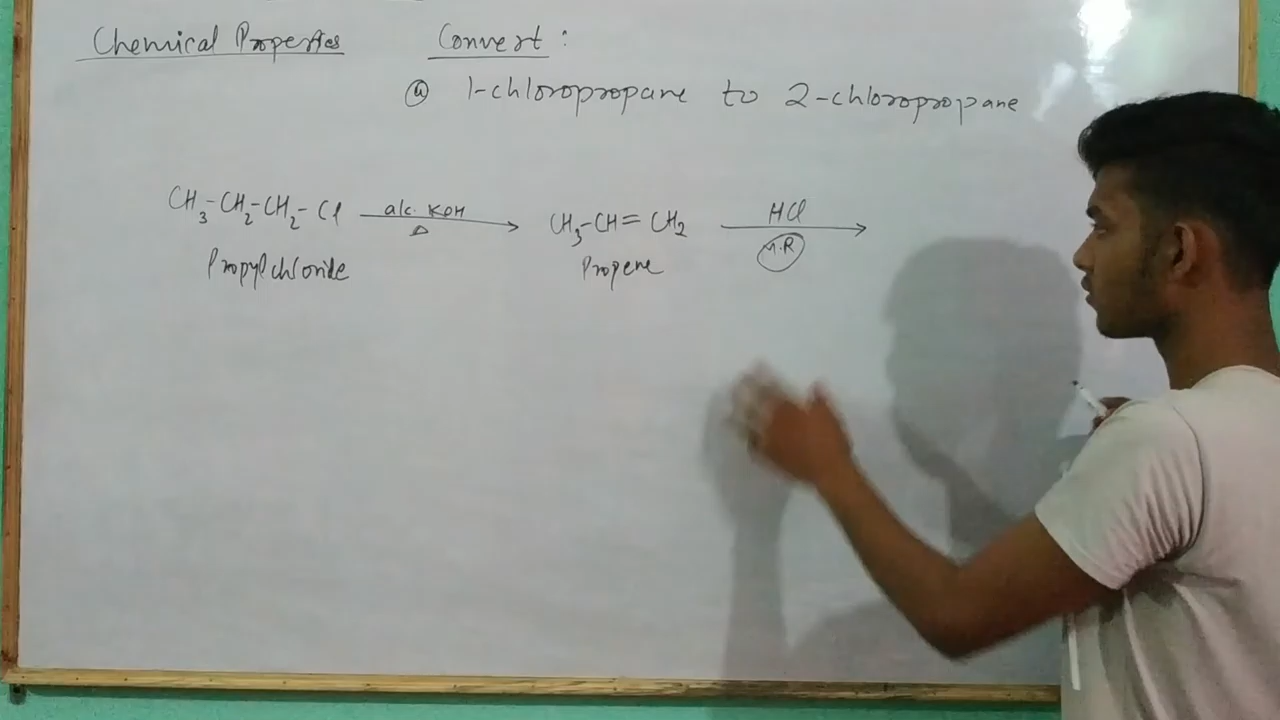 Chemical Properties Convert :
(a) 1-chloropropane to 2-chloropropane
CH3-CH2-CH2-Cl alc. KOH Δ CH3-CH=CH2 HCl M.R
Propylchloride Propene